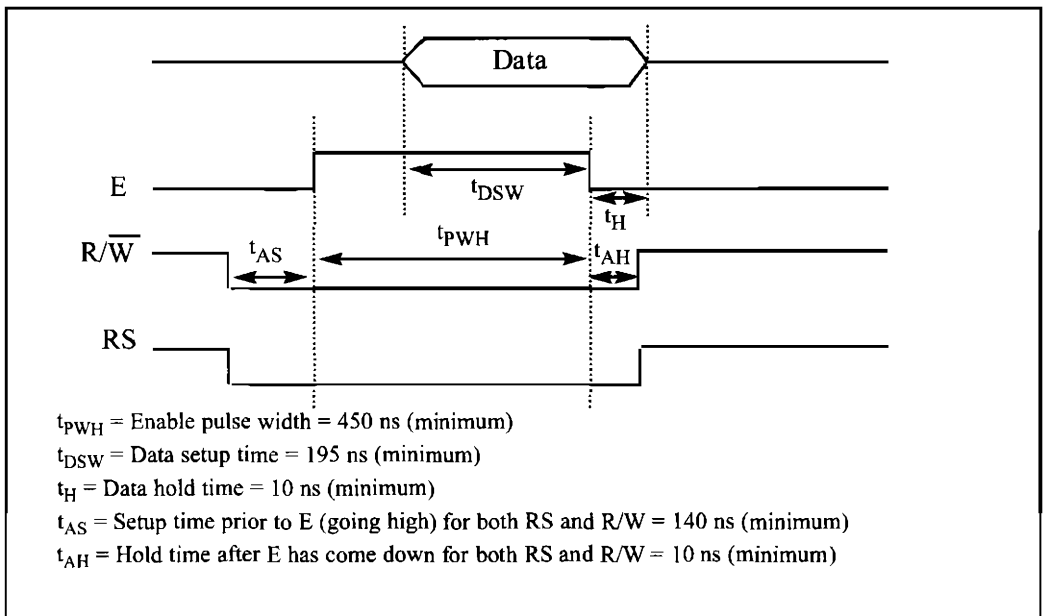 Data
E
tDSW
tH
R/W̅
tAS
tPWH
tAH
RS
tPWH = Enable pulse width = 450 ns (minimum)
tDSW = Data setup time = 195 ns (minimum)
tH = Data hold time = 10 ns (minimum)
tAS = Setup time prior to E (going high) for both RS and R/W = 140 ns (minimum)
tAH = Hold time after E has come down for both RS and R/W = 10 ns (minimum)